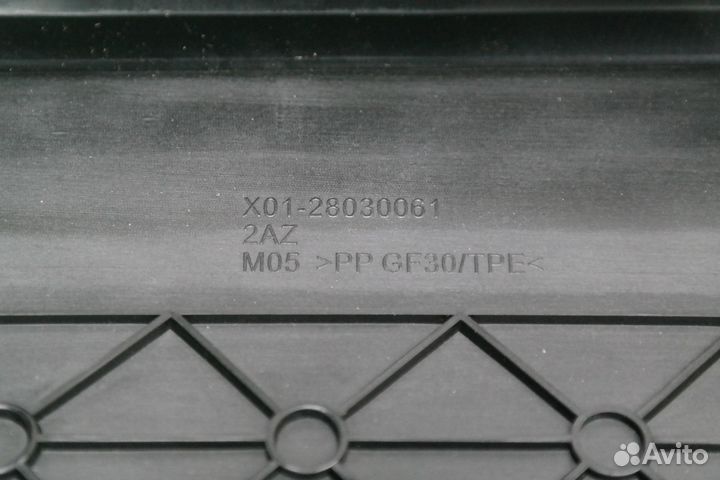 X01-28030061
2AZ
M05 >PP GF30/TPE<
Avito